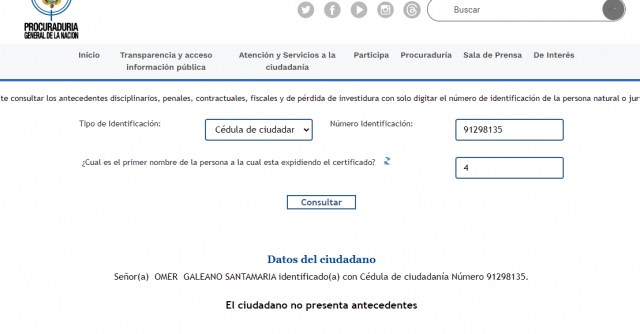 PROCURADURIA
GENERAL DE LA NACION
Buscar
Inicio
Transparencia y acceso
información pública
Atención y Servicios a la
ciudadanía
Participa
Procuraduría
Sala de Prensa
De Interés
te consultar los antecedentes disciplinarios, penales, contractuales, fiscales y de pérdida de investidura con solo digitar el número de identificación de la persona natural o jur
Tipo de Identificación:
Cédula de ciudadar
Número Identificación:
91298135
¿Cual es el primer nombre de la persona a la cual esta expidiendo el certificado?
4
Consultar
Datos del ciudadano
Señor(a) OMER GALEANO SANTAMARIA identificado(a) con Cédula de ciudadanía Número 91298135.
El ciudadano no presenta antecedentes